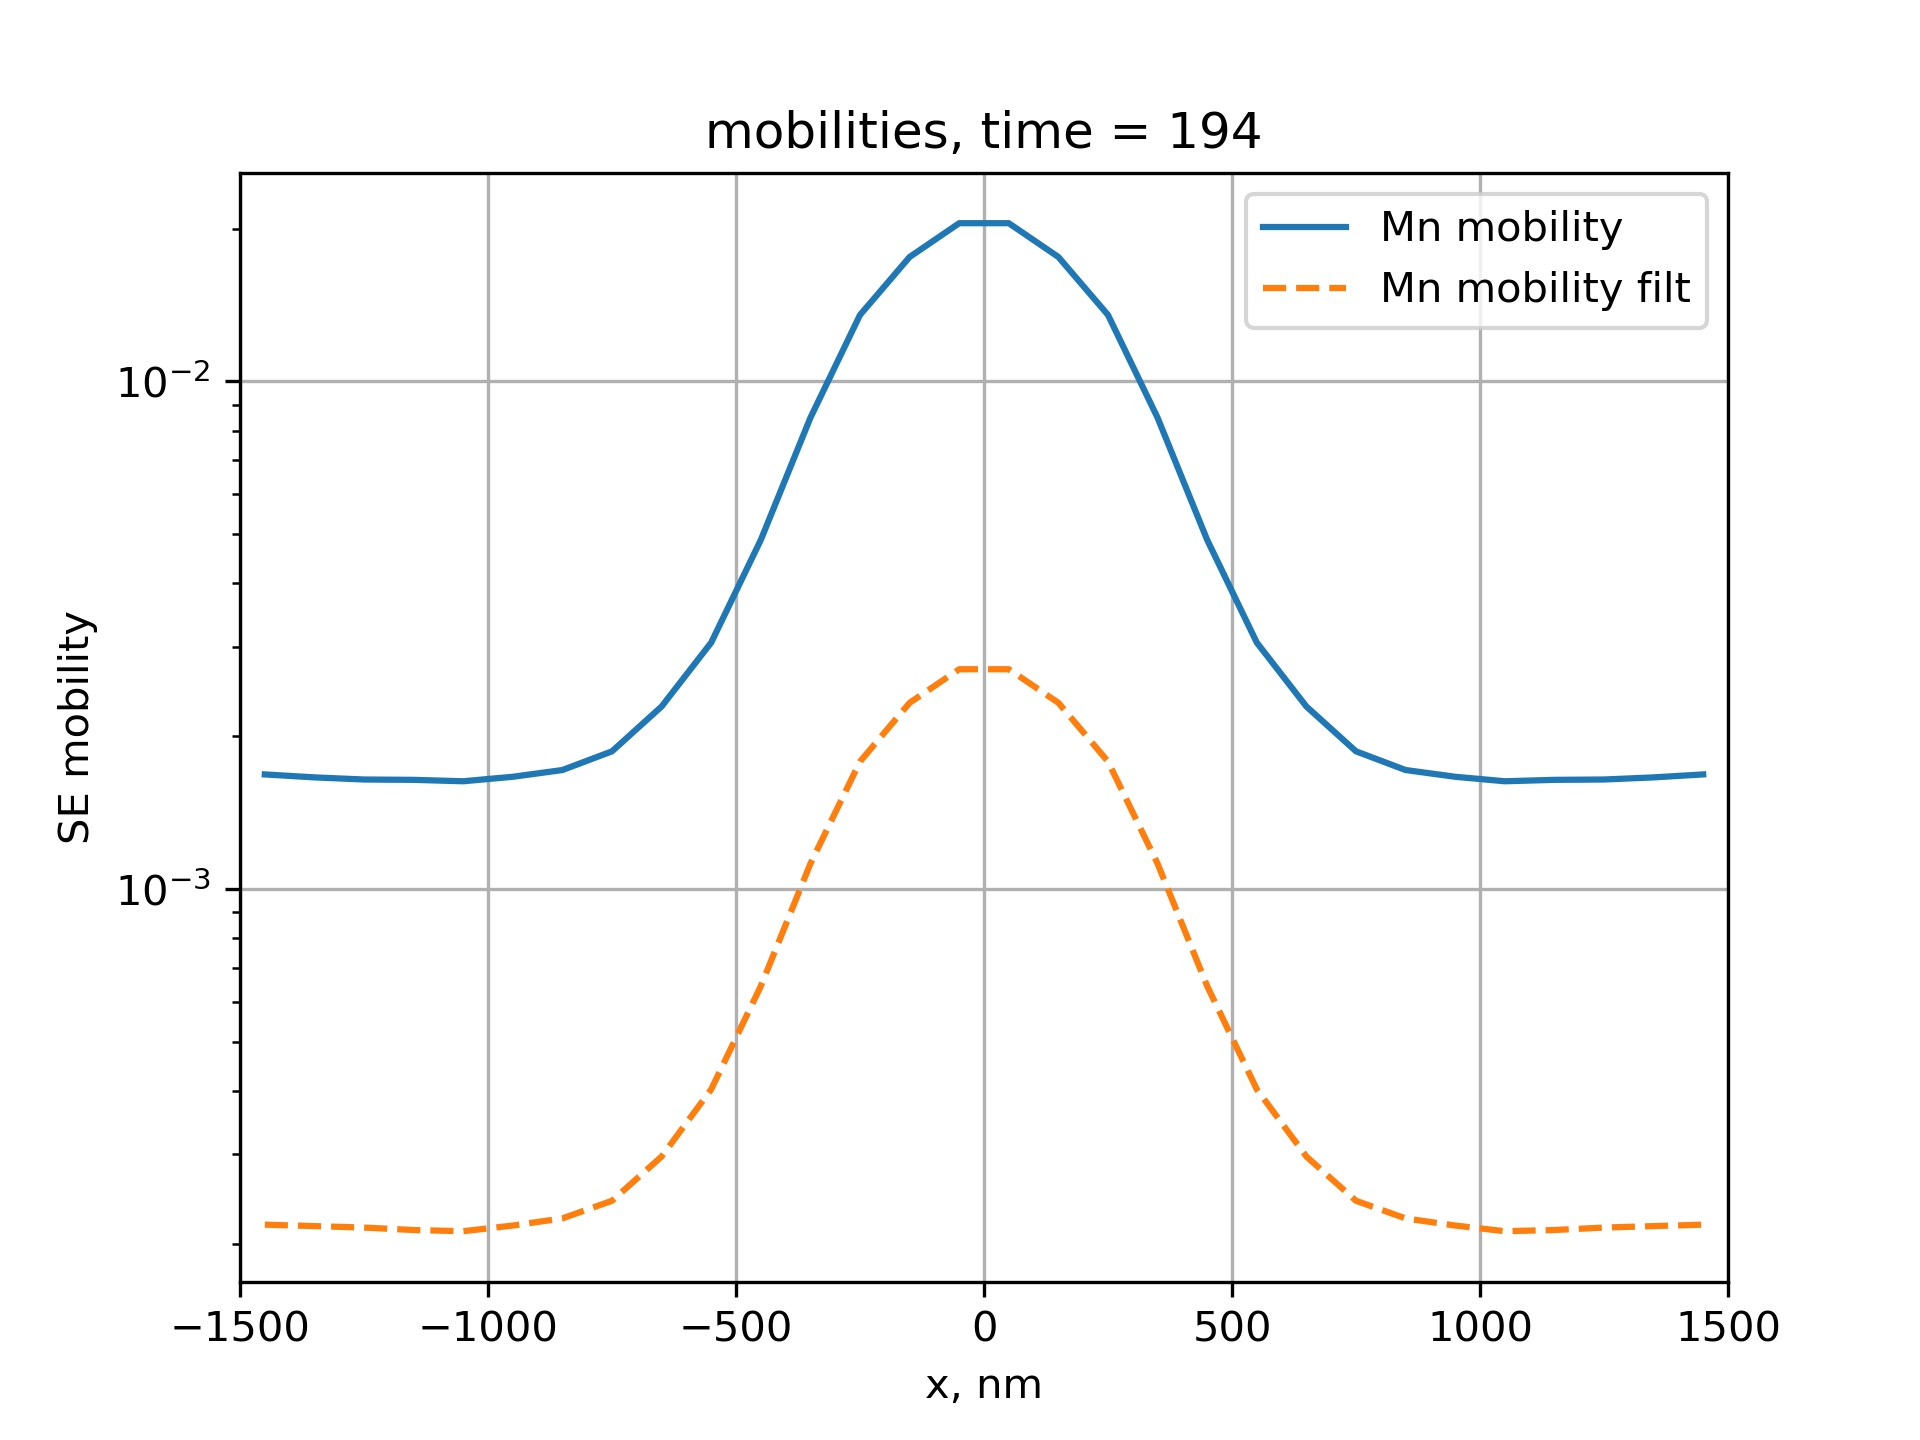 mobilities, time = 194
Mn mobility
Mn mobility filt
SE mobility
10⁻²
10⁻³
−1500 −1000 −500 0 500 1000 1500
x, nm